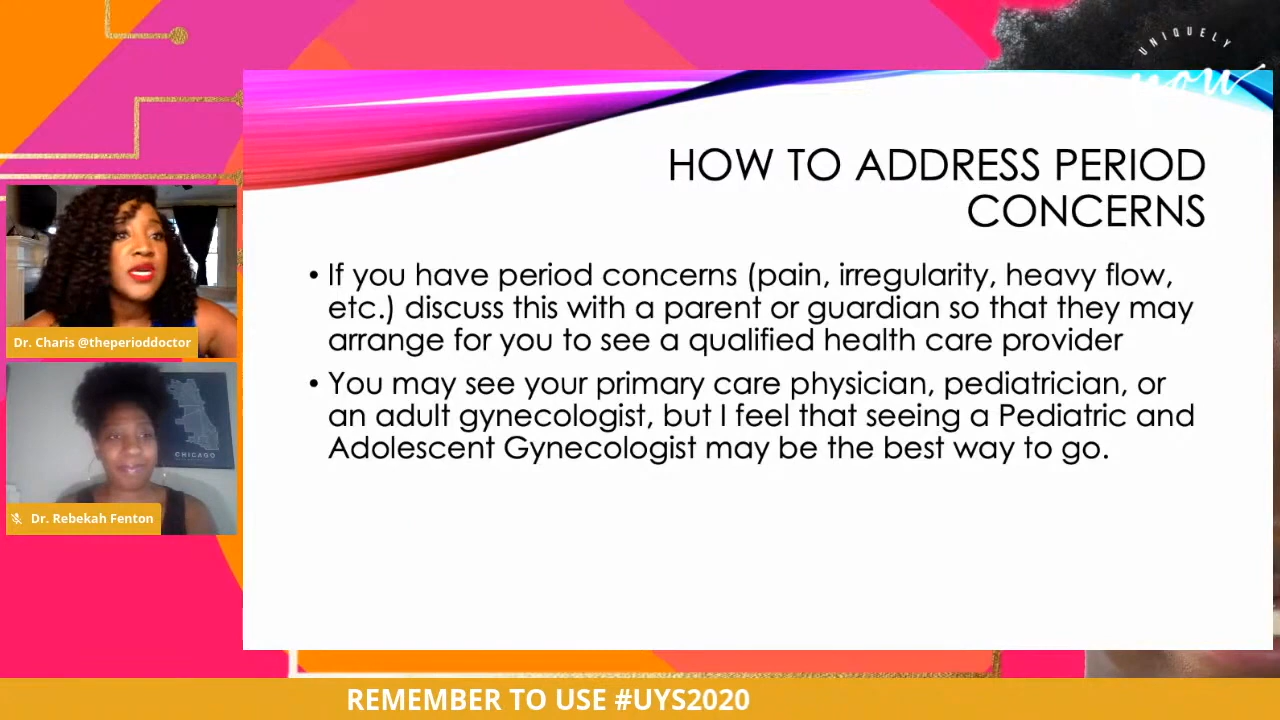 UNIQUELY
you
HOW TO ADDRESS PERIOD
CONCERNS
• If you have period concerns (pain, irregularity, heavy flow,
etc.) discuss this with a parent or guardian so that they may
arrange for you to see a qualified health care provider
• You may see your primary care physician, pediatrician, or
an adult gynecologist, but I feel that seeing a Pediatric and
Adolescent Gynecologist may be the best way to go.
Dr. Charis @theperioddoctor
CHICAGO
Dr. Rebekah Fenton
REMEMBER TO USE #UYS2020